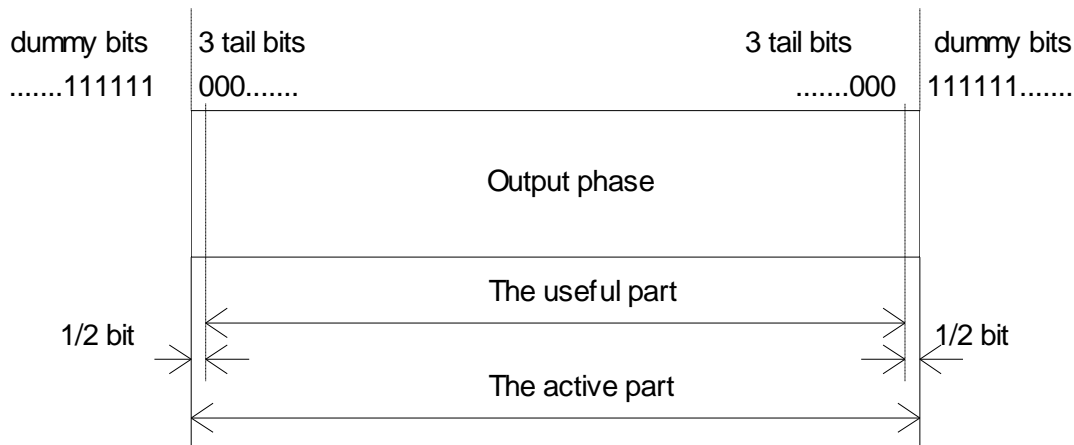 dummy bits 3 tail bits 3 tail bits dummy bits
.......111111 000....... .......000 111111.......
Output phase
The useful part
1/2 bit 1/2 bit
The active part